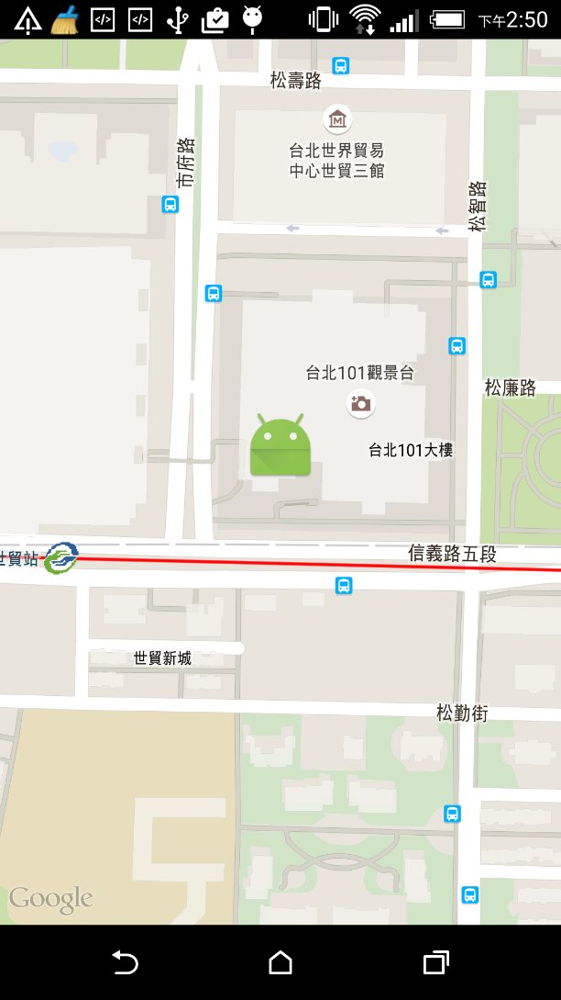 下午2:50
松壽路
台北世界貿易
中心世貿三館
市府路
松智路
台北101觀景台
松廉路
台北101大樓
信義路五段
世貿站
世貿新城
松勤街
Google